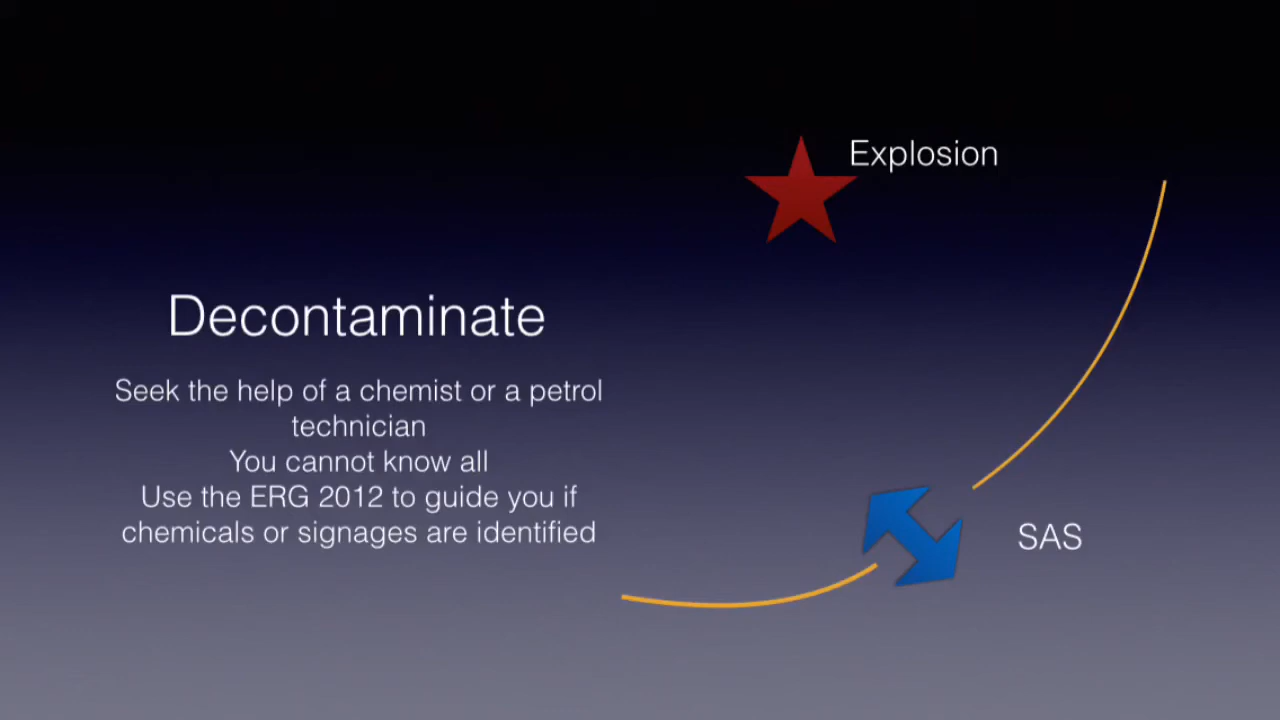 Explosion
Decontaminate
Seek the help of a chemist or a petrol
technician
You cannot know all
Use the ERG 2012 to guide you if
chemicals or signages are identified
SAS